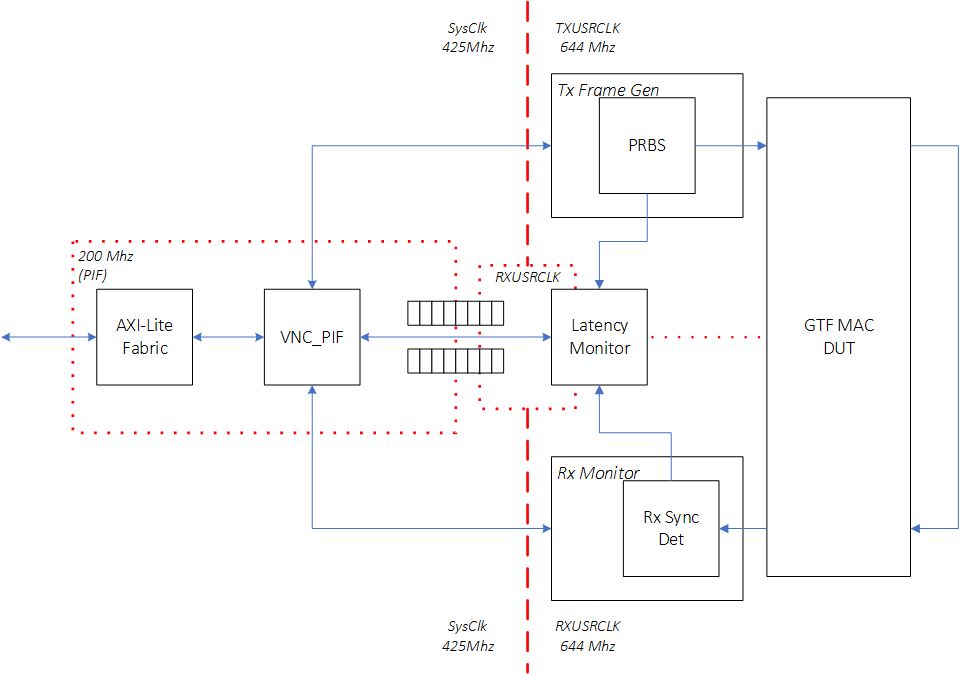 SysClk
425Mhz
TXUSRCLK
644 Mhz
Tx Frame Gen
PRBS
200 Mhz
(PIF)
RXUSRCLK
AXI-Lite
Fabric
VNC_PIF
Latency
Monitor
GTF MAC
DUT
Rx Monitor
Rx Sync
Det
SysClk
425Mhz
RXUSRCLK
644 Mhz